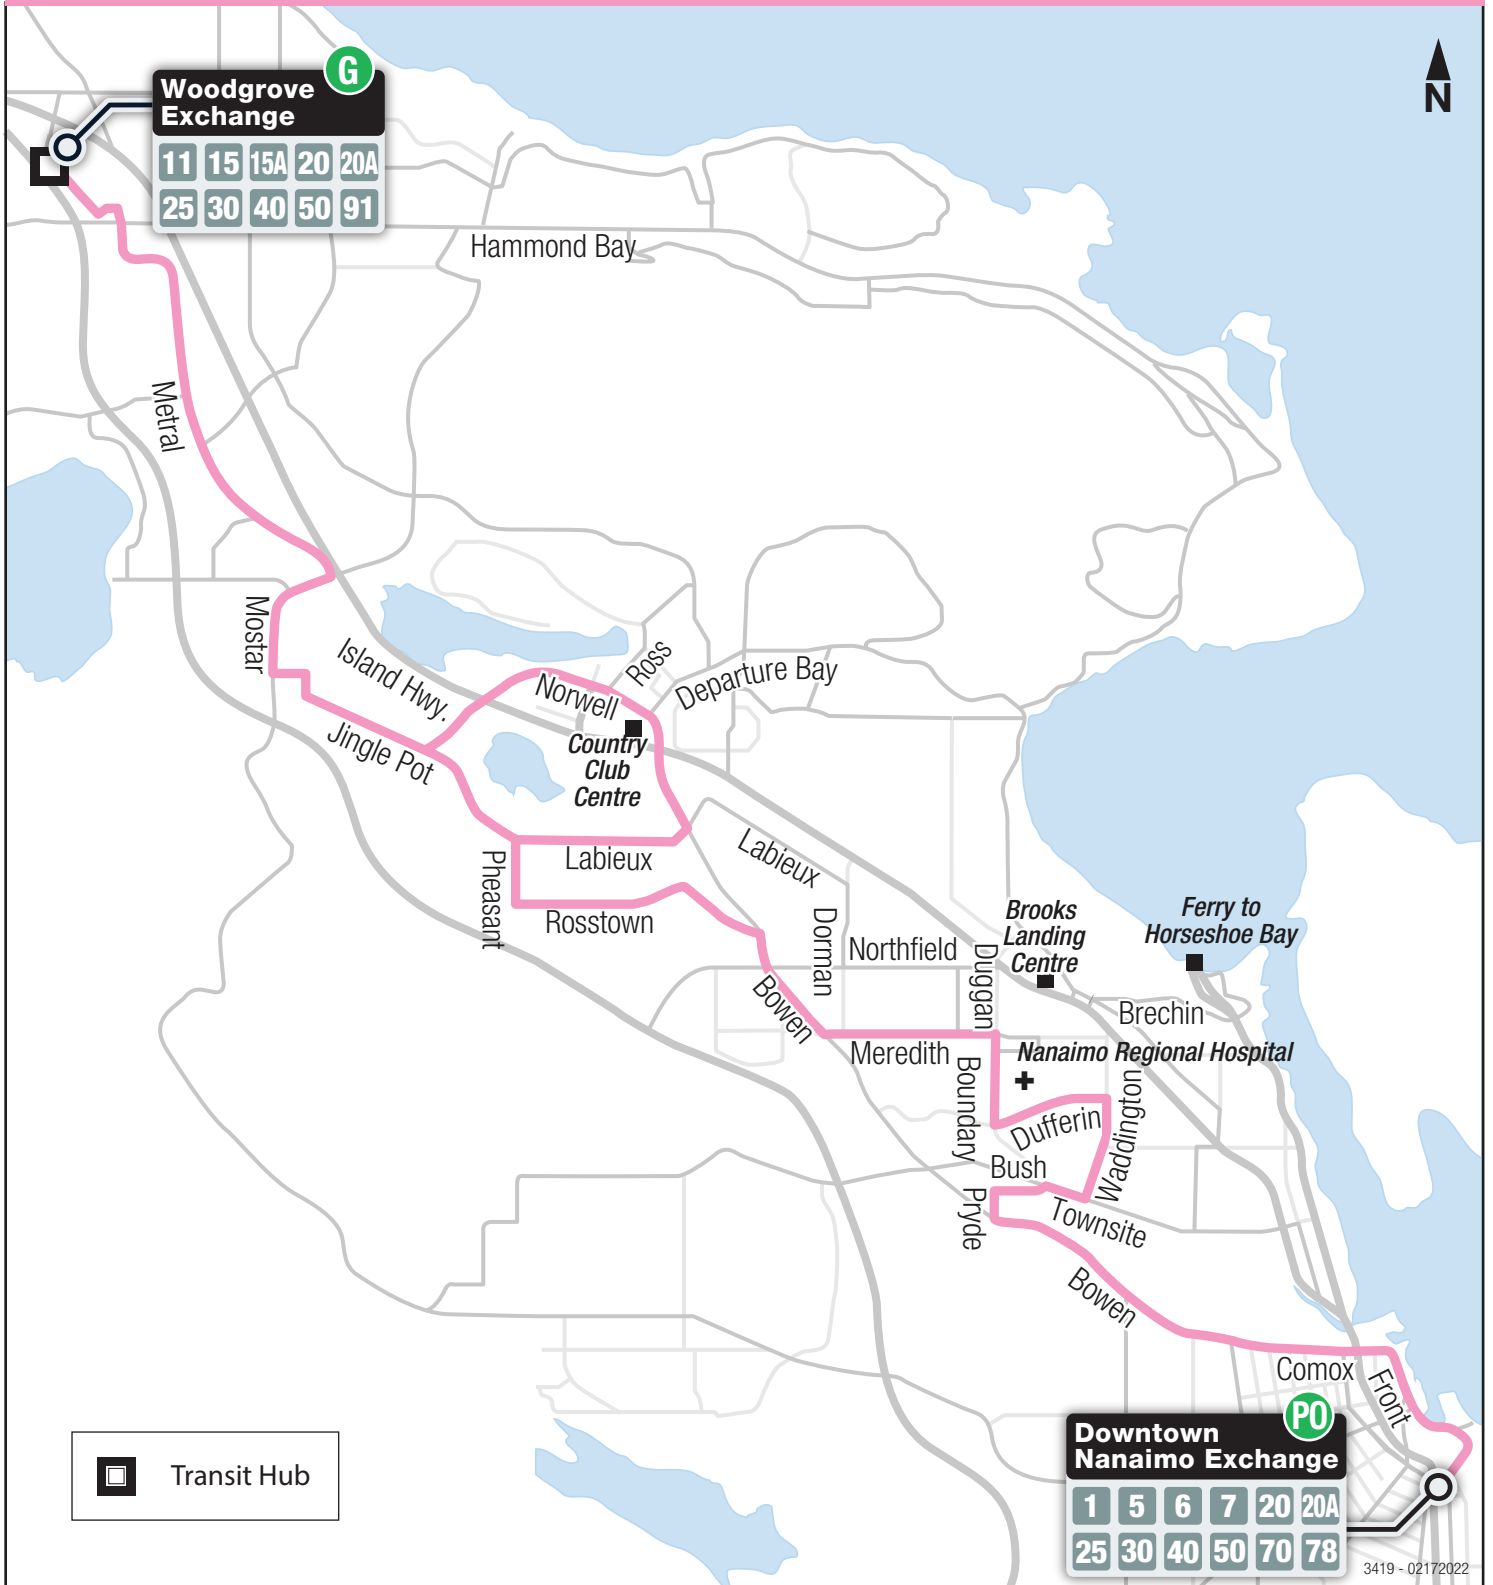 G
Woodgrove
Exchange
11 15 15A 20 20A
25 30 40 50 91
N
Hammond Bay
Metral
Mostar
Island Hwy.
Norwell
Ross
Departure Bay
Jingle Pot
Country
Club
Centre
Labieux
Labieux
Pheasant
Rosstown
Dorman
Northfield
Duggan
Brooks
Landing
Centre
Ferry to
Horseshoe Bay
Brechin
Bowen
Meredith
Nanaimo Regional Hospital
Boundary
Dufferin
Waddington
Bush
Pryde
Townsite
Bowen
Comox
Front
PO
Downtown
Nanaimo Exchange
1 5 6 7 20 20A
25 30 40 50 70 78
Transit Hub
3419 - 02172022